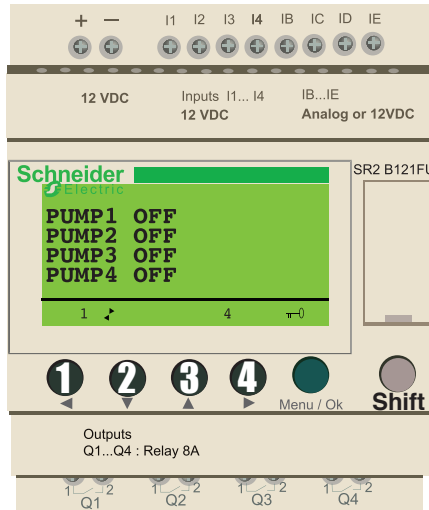 + −
I1 I2 I3 I4 IB IC ID IE
12 VDC
Inputs I1... I4
12 VDC
IB...IE
Analog or 12VDC
Schneider
Electric
SR2 B121FU
PUMP1 OFF
PUMP2 OFF
PUMP3 OFF
PUMP4 OFF
1 4
1 2 3 4
Menu / Ok
Shift
Outputs
Q1...Q4 : Relay 8A
1 2 1 2 1 2 1 2
Q1 Q2 Q3 Q4